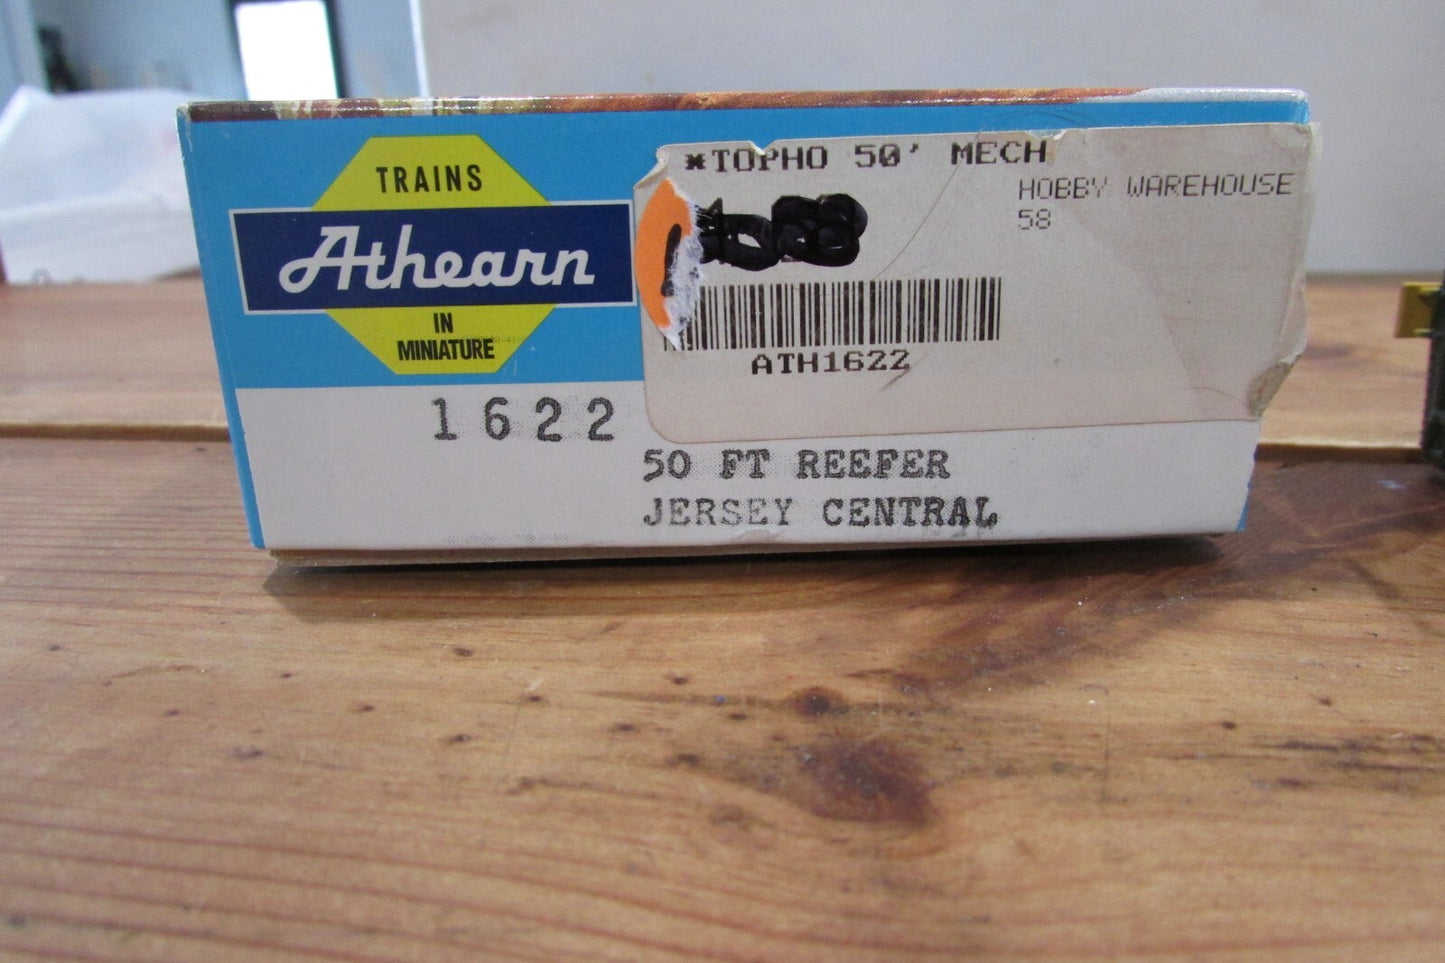 TRAINS
Athearn
IN
MINIATURE
*TOPHO 50' MECH
HOBBY WAREHOUSE
58
ATH1622
1622
50 FT REEFER
JERSEY CENTRAL